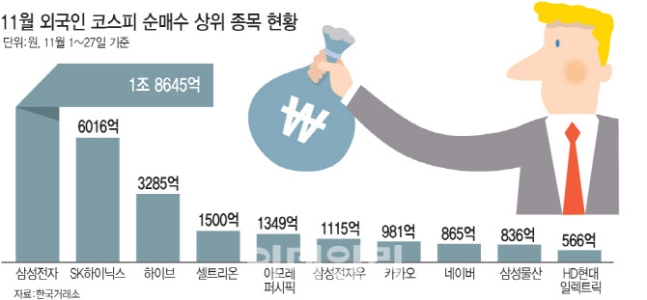 11월 외국인 코스피 순매수 상위 종목 현황
단위:원, 11월 1~27일 기준
1조 8645억
6016억
3285억
1500억
1349억
1115억
981억
865억
836억
566억
₩
이데일리
삼성전자
SK하이닉스
하이브
셀트리온
아모레
퍼시픽
삼성전자우
카카오
네이버
삼성물산
HD현대
일렉트릭
자료:한국거래소